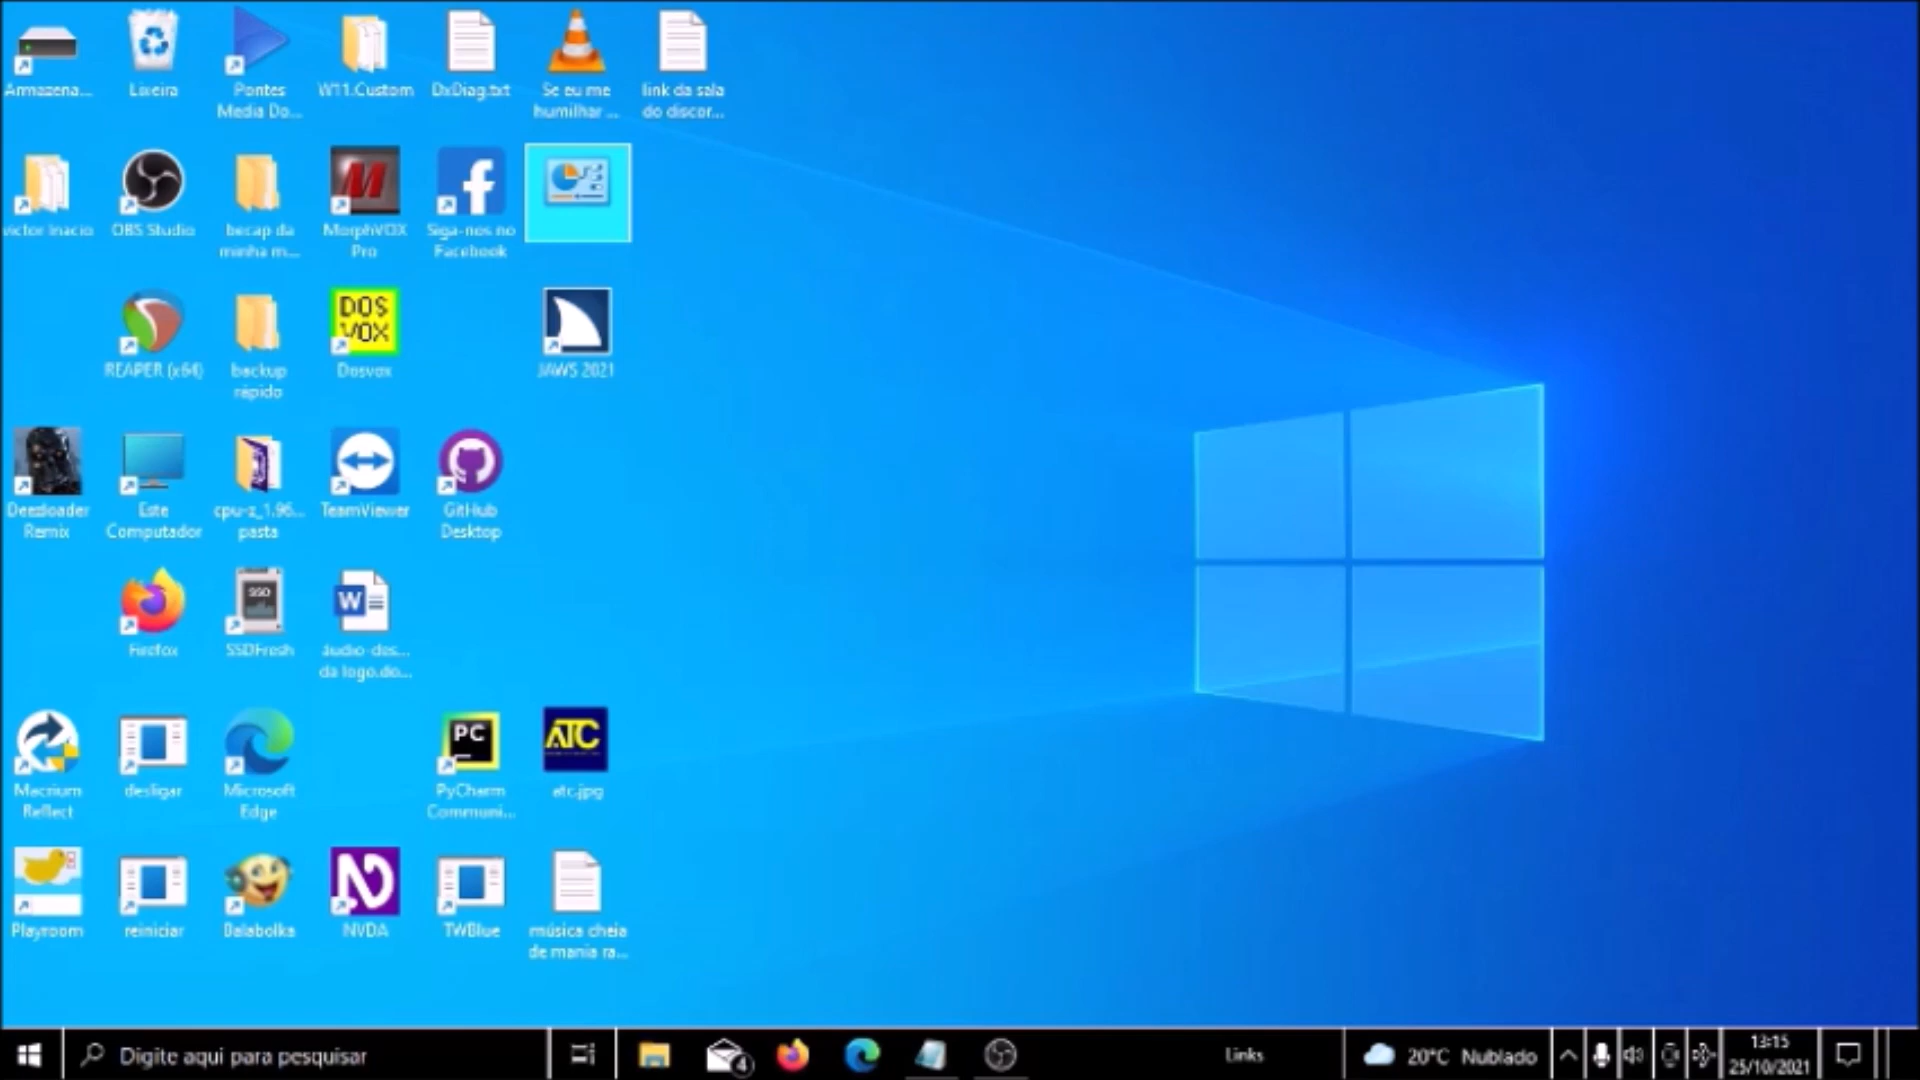 Armazena...
Lixeira
Pontes
Media Do...
W11.Custom
DxDiag.txt
Se eu me
humilhar ...
link da sala
do discor...
victor inacio
OBS Studio
becap da
minha m...
M
MorphVOX
Pro
f
Siga-nos no
Facebook
REAPER (x64)
backup
rápido
DOS
VOX
Dosvox
JAWS 2021
Deezloader
Remix
Este
Computador
cpu-z_1.96...
pasta
TeamViewer
GitHub
Desktop
Firefox
SSD
SSDFresh
W
áudio-des...
da logo.do...
Macrium
Reflect
desligar
Microsoft
Edge
PC
PyCharm
Communi...
ATC
atc.jpg
Playroom
reiniciar
Balabolka
NVDA
TWBlue
música cheia
de mania ra...
Digite aqui para pesquisar
4
Links
20°C Nublado
13:15
25/10/2021